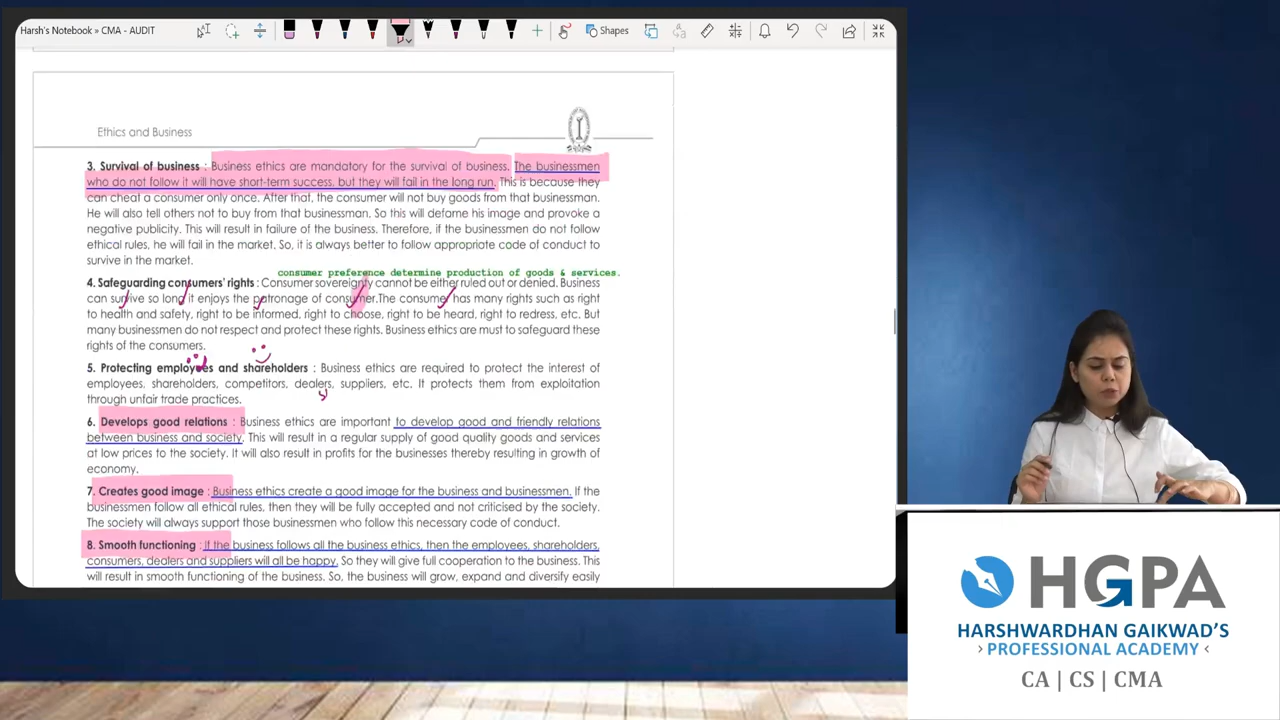 Harsh's Notebook » CMA - AUDIT
Shapes
Ethics and Business
3. Survival of business : Business ethics are mandatory for the survival of business. The businessmen
who do not follow it will have short-term success, but they will fail in the long run. This is because they
can cheat a consumer only once. After that, the consumer will not buy goods from that businessman.
He will also tell others not to buy from that businessman. So this will defame his image and provoke a
negative publicity. This will result in failure of the business. Therefore, if the businessmen do not follow
ethical rules, he will fail in the market. So, it is always better to follow appropriate code of conduct to
survive in the market.
consumer preference determine production of goods & services.
4. Safeguarding consumers' rights : Consumer sovereignty cannot be either ruled out or denied. Business
can survive so long it enjoys the patronage of consumer.The consumer has many rights such as right
to health and safety, right to be informed, right to choose, right to be heard, right to redress, etc. But
many businessmen do not respect and protect these rights. Business ethics are must to safeguard these
rights of the consumers.
5. Protecting employees and shareholders : Business ethics are required to protect the interest of
employees, shareholders, competitors, dealers, suppliers, etc. It protects them from exploitation
through unfair trade practices.
6. Develops good relations : Business ethics are important to develop good and friendly relations
between business and society. This will result in a regular supply of good quality goods and services
at low prices to the society. It will also result in profits for the businesses thereby resulting in growth of
economy.
7. Creates good image : Business ethics create a good image for the business and businessmen. If the
businessmen follow all ethical rules, then they will be fully accepted and not criticised by the society.
The society will always support those businessmen who follow this necessary code of conduct.
8. Smooth functioning : If the business follows all the business ethics, then the employees, shareholders,
consumers, dealers and suppliers will all be happy. So they will give full cooperation to the business. This
will result in smooth functioning of the business. So, the business will grow, expand and diversify easily
HGPA
HARSHWARDHAN GAIKWAD'S
› PROFESSIONAL ACADEMY ‹
CA | CS | CMA